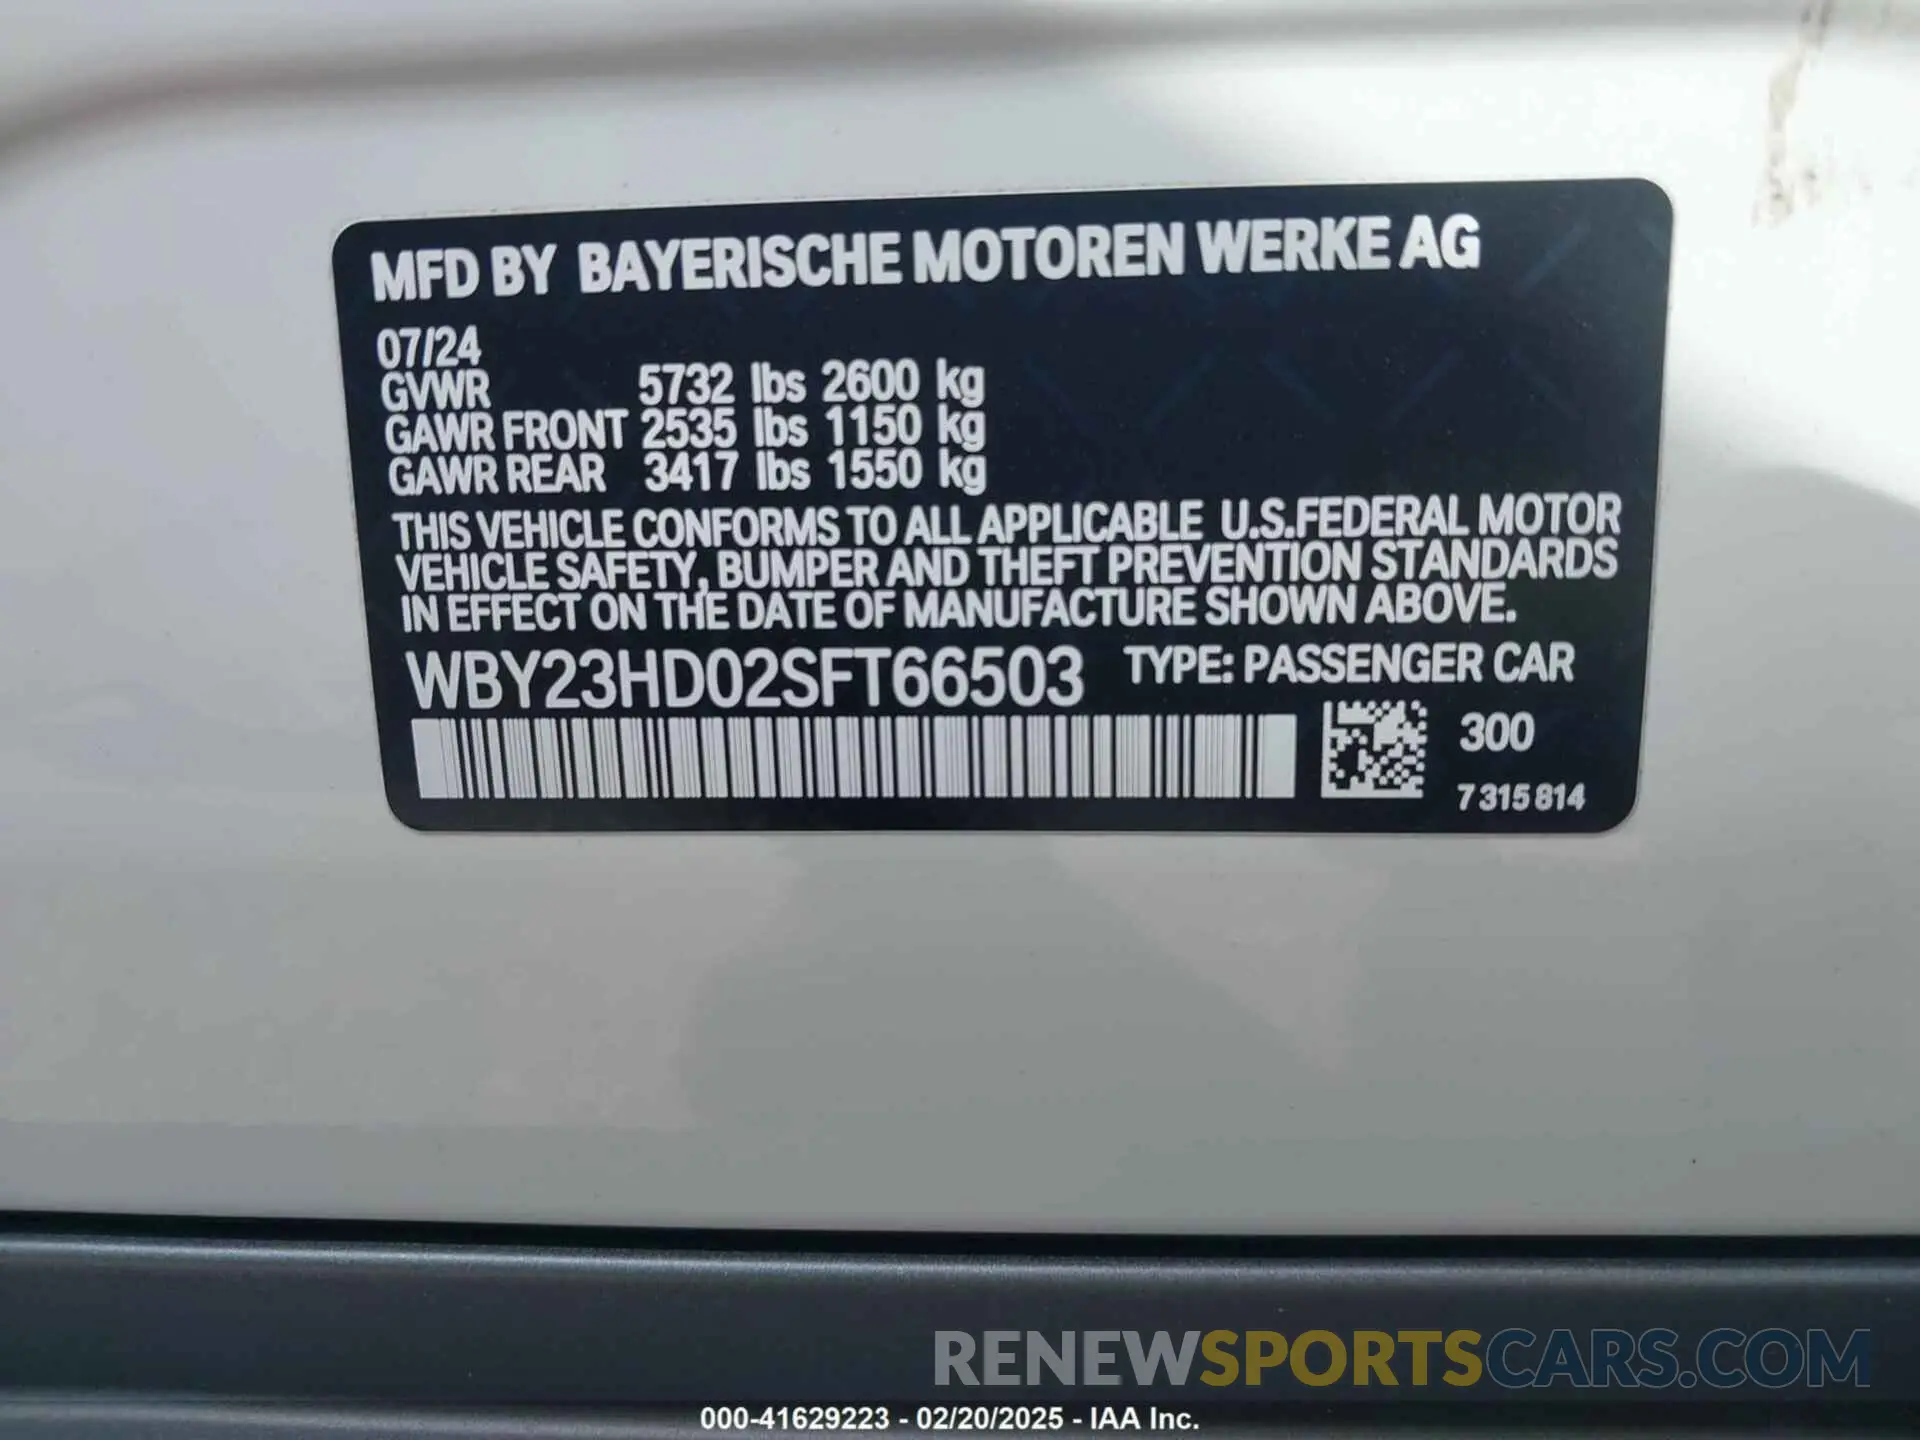 MFD BY BAYERISCHE MOTOREN WERKE AG
07/24
GVWR 5732 lbs 2600 kg
GAWR FRONT 2535 lbs 1150 kg
GAWR REAR 3417 lbs 1550 kg
THIS VEHICLE CONFORMS TO ALL APPLICABLE U.S.FEDERAL MOTOR
VEHICLE SAFETY, BUMPER AND THEFT PREVENTION STANDARDS
IN EFFECT ON THE DATE OF MANUFACTURE SHOWN ABOVE.
WBY23HD02SFT66503 TYPE: PASSENGER CAR
300
7 315 814
RENEWSPORTSCARS.COM
000-41629223 - 02/20/2025 - IAA Inc.